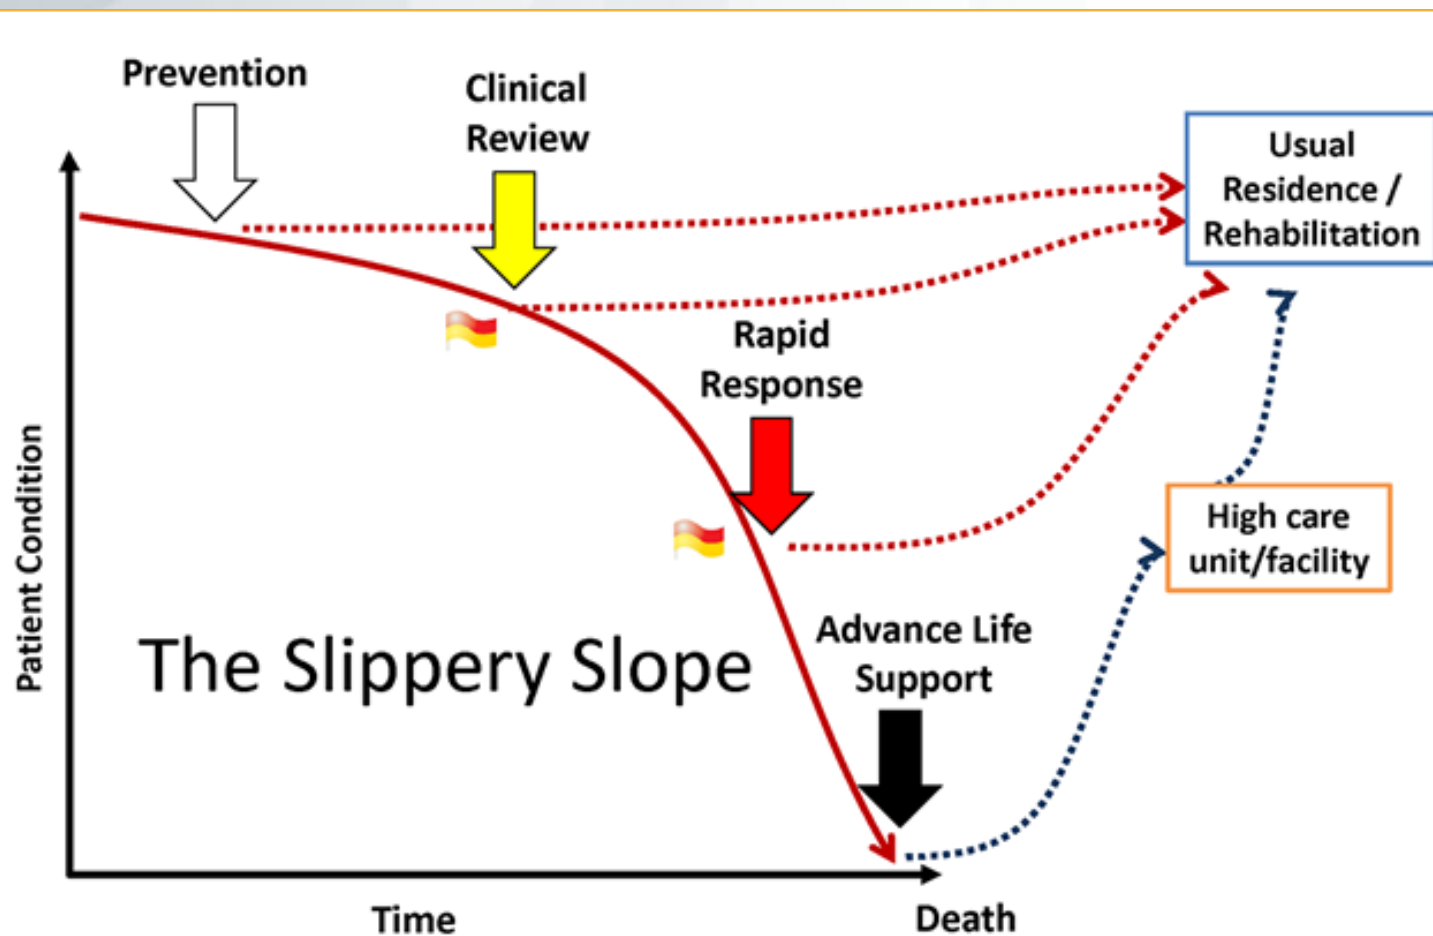 Prevention
Clinical
Review
Usual
Residence /
Rehabilitation
Rapid
Response
High care
unit/facility
Advance Life
Support
The Slippery Slope
Patient Condition
Time
Death